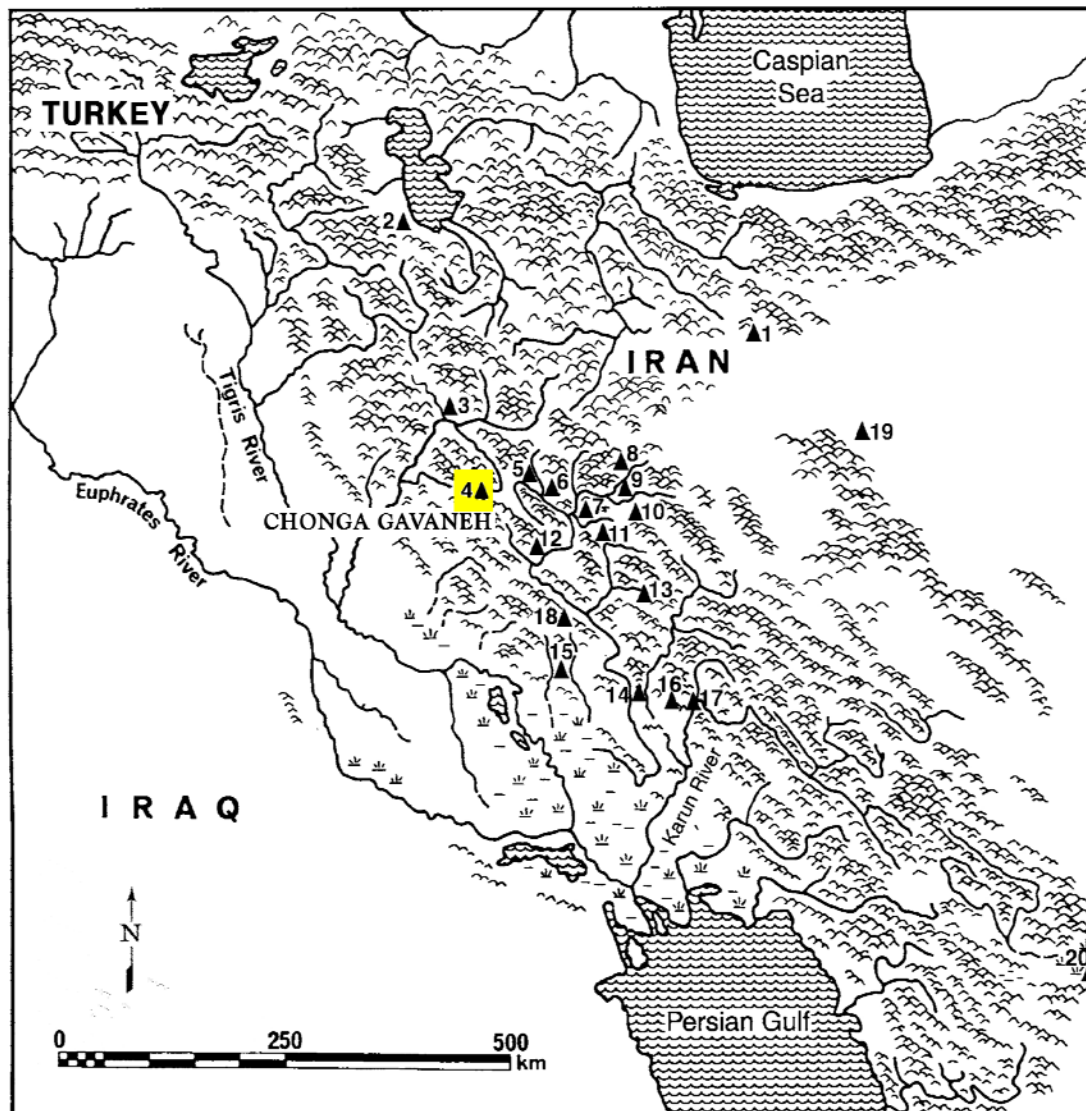 Caspian
Sea
TURKEY
2
1
IRAN
Tigris
River
3
19
8
5
6
9
4
Euphrates
River
7
10
CHONGA GAVANEH
11
12
13
18
15
14
16
17
Karun River
IRAQ
N
20
Persian Gulf
0
250
500
km